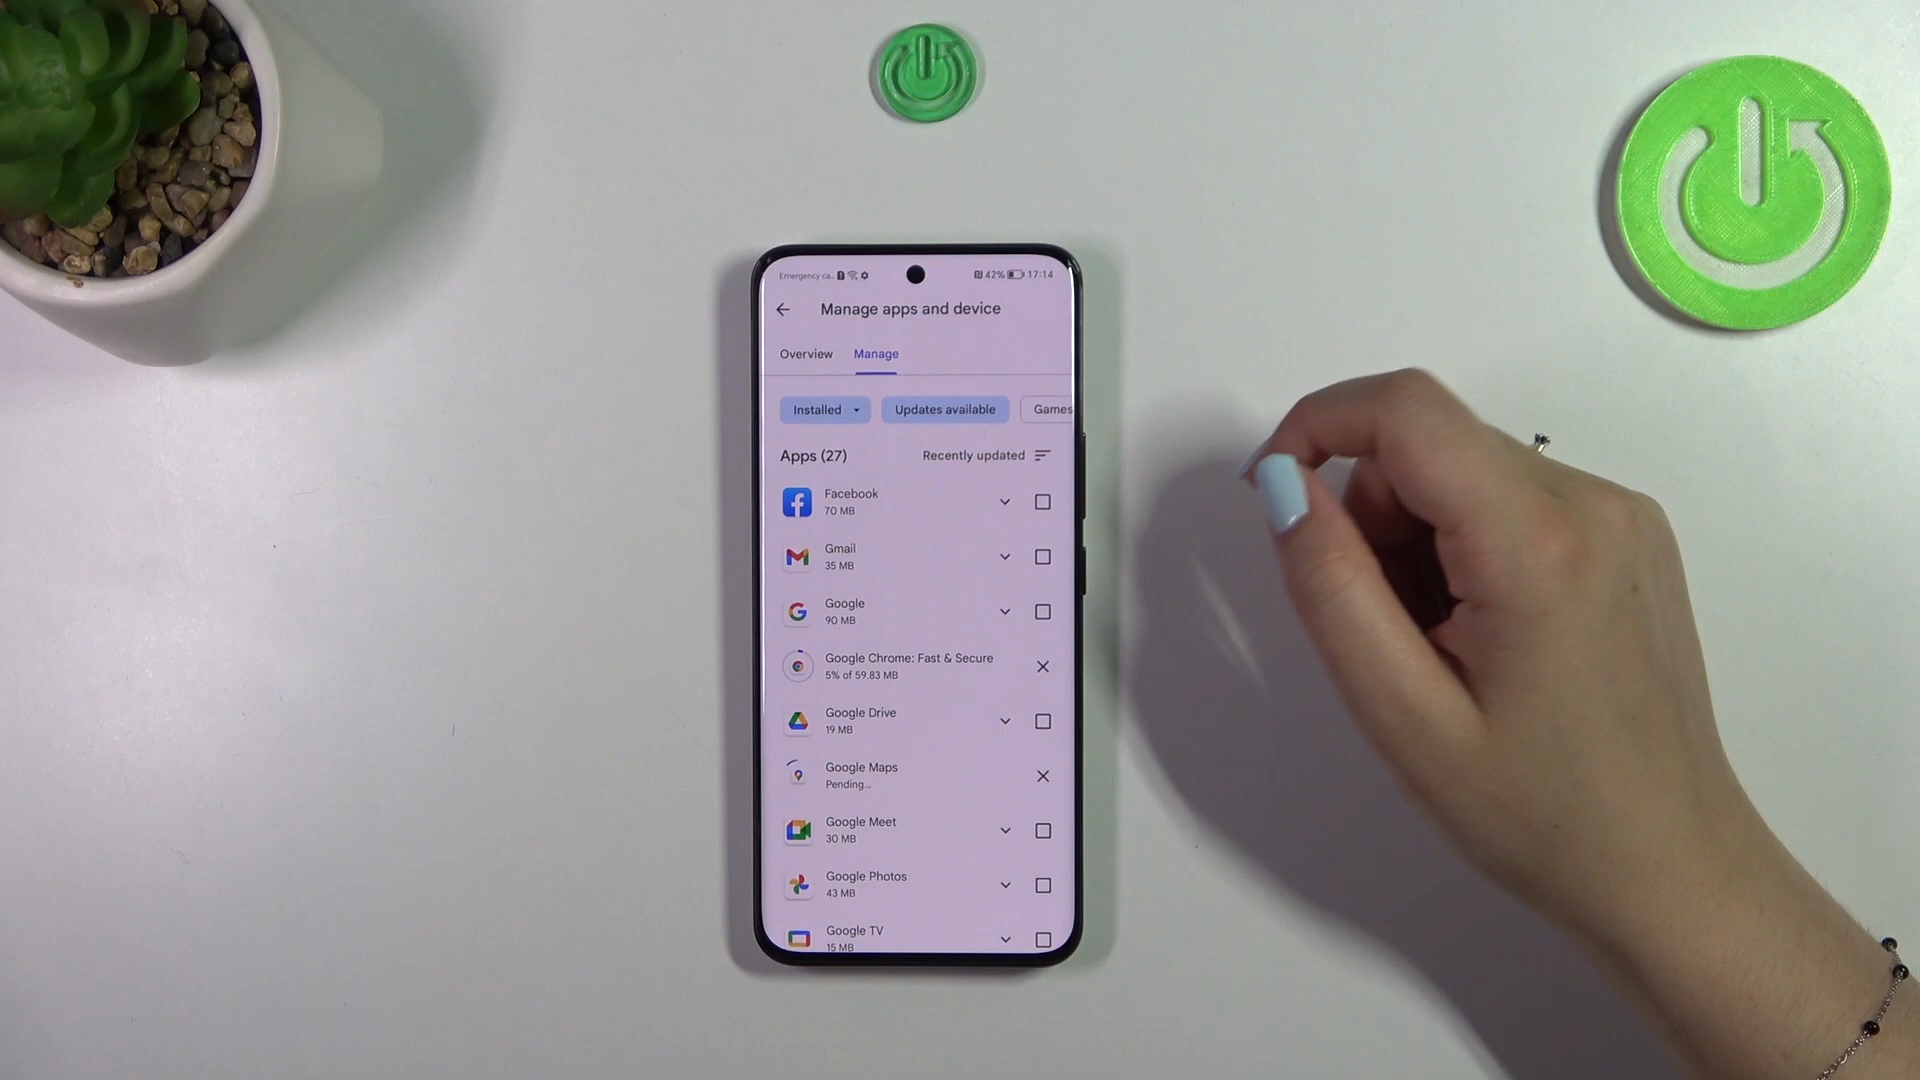 Emergency ca... 42% 17:14
Manage apps and device
Overview Manage
Installed Updates available Games
Apps (27) Recently updated
Facebook
70 MB
Gmail
35 MB
Google
90 MB
Google Chrome: Fast & Secure
5% of 59.83 MB
Google Drive
19 MB
Google Maps
Pending...
Google Meet
30 MB
Google Photos
43 MB
Google TV
15 MB